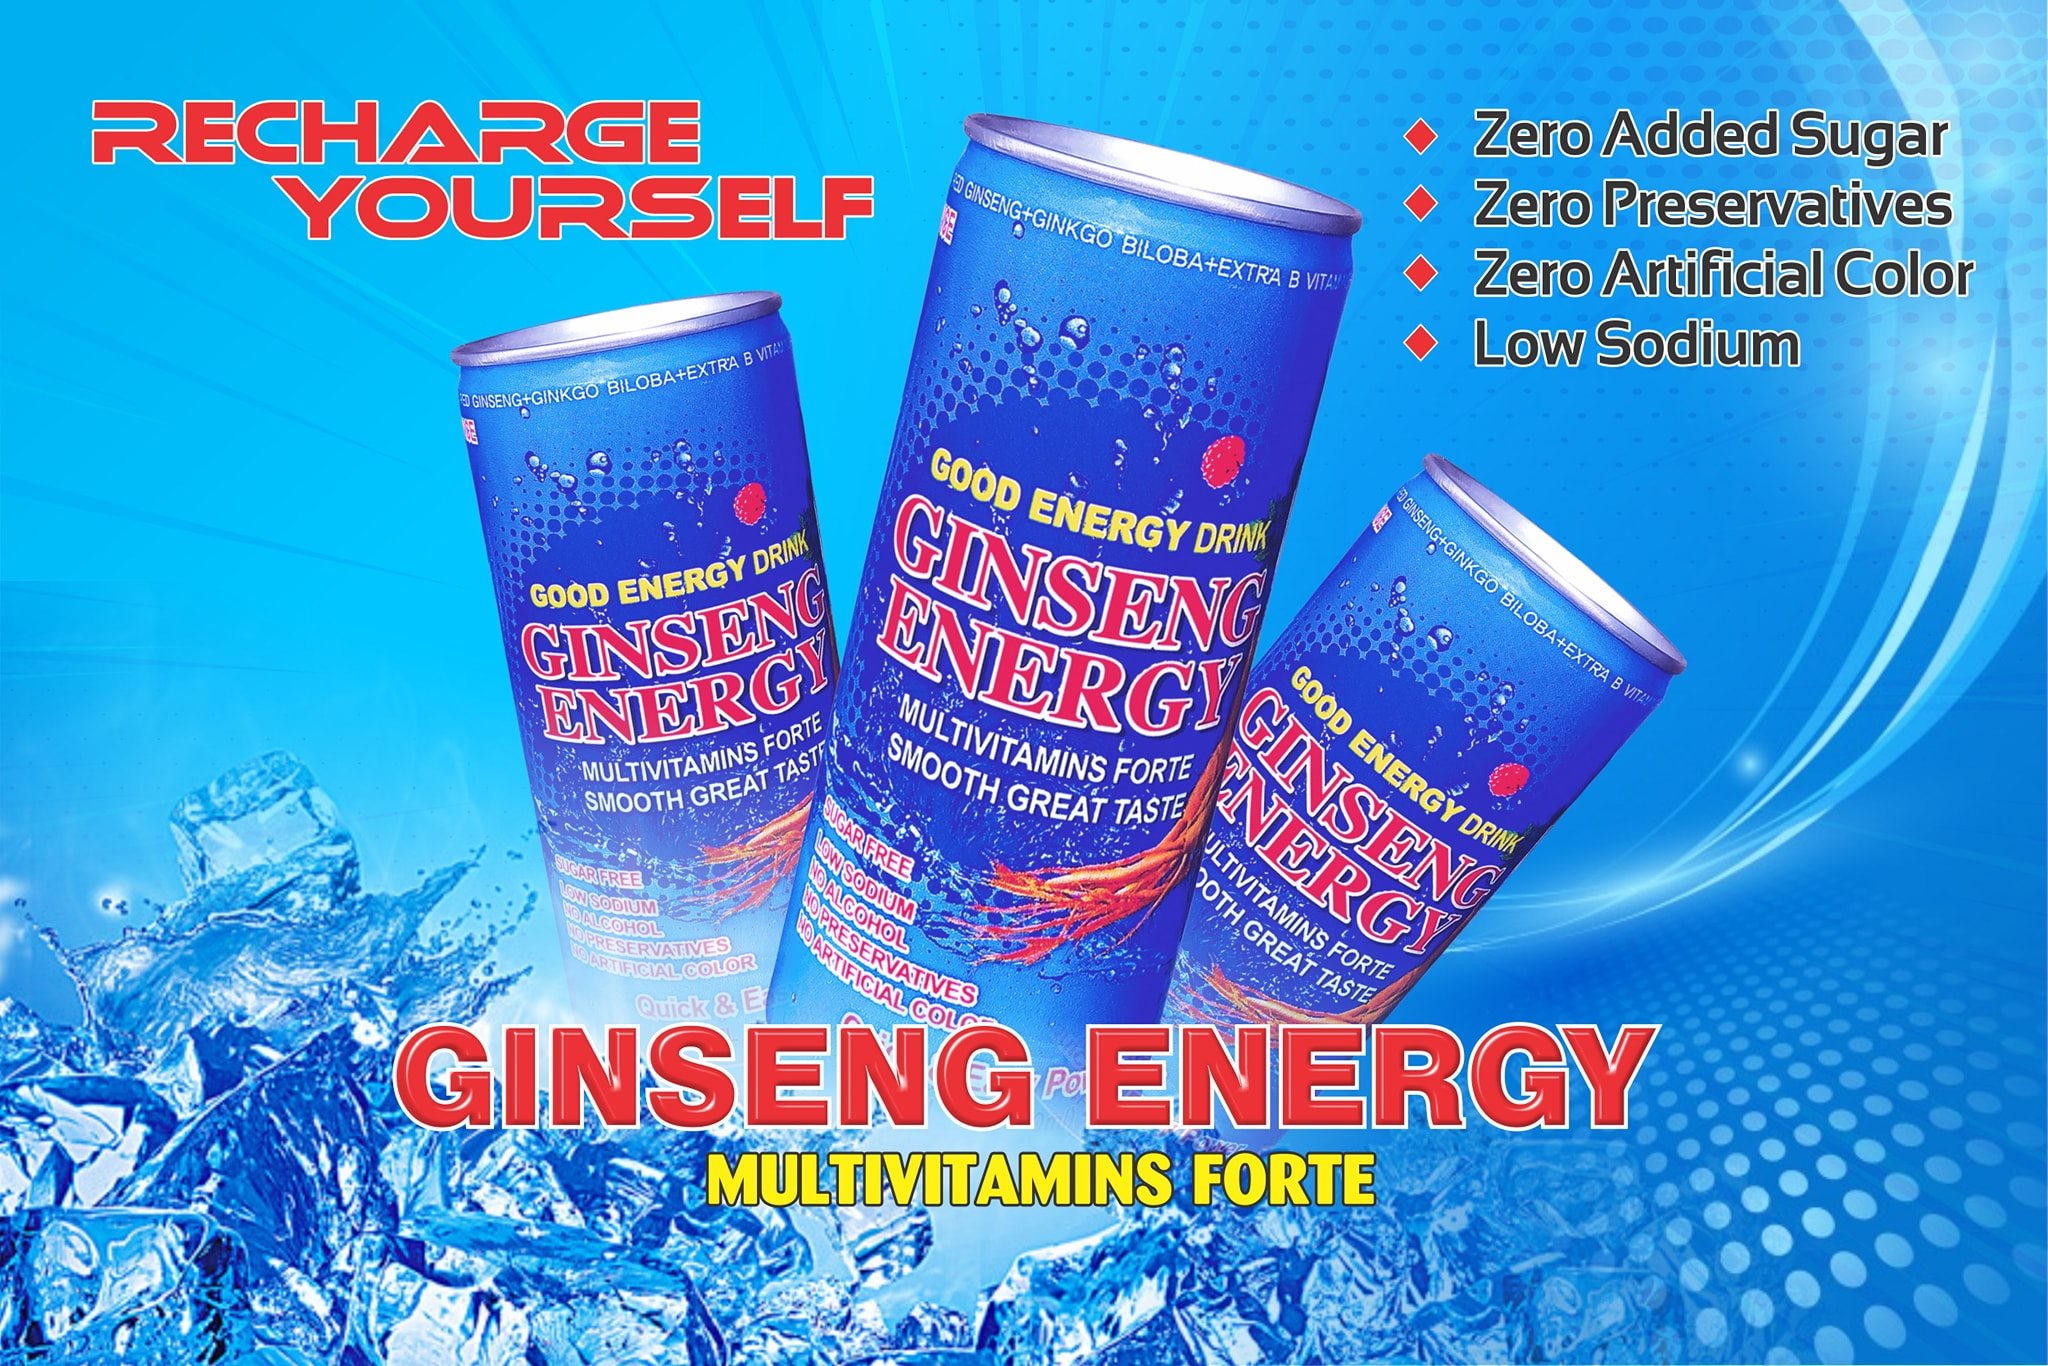 RECHARGE
YOURSELF
Zero Added Sugar
Zero Preservatives
Zero Artificial Color
Low Sodium
GINSENG+GINKGO BILOBA+EXTRA B
GOOD ENERGY DRINK
GINSENG
ENERGY
MULTIVITAMINS FORTE
SMOOTH GREAT TASTE
SUGAR FREE
LOW SODIUM
NO ALCOHOL
NO PRESERVATIVES
NO ARTIFICIAL COLOR
Quick &
GINSENG+GINKGO BILOBA+EXTRA B
GOOD ENERGY DRINK
GINSENG
ENERGY
MULTIVITAMINS FORTE
SMOOTH GREAT TASTE
SUGAR FREE
LOW SODIUM
NO ALCOHOL
NO PRESERVATIVES
NO ARTIFICIAL COLOR
GINSENG+GINKGO BILOBA+EXTRA B
GOOD ENERGY DRINK
GINSENG
ENERGY
MULTIVITAMINS FORTE
SMOOTH GREAT TASTE
GINSENG ENERGY
MULTIVITAMINS FORTE